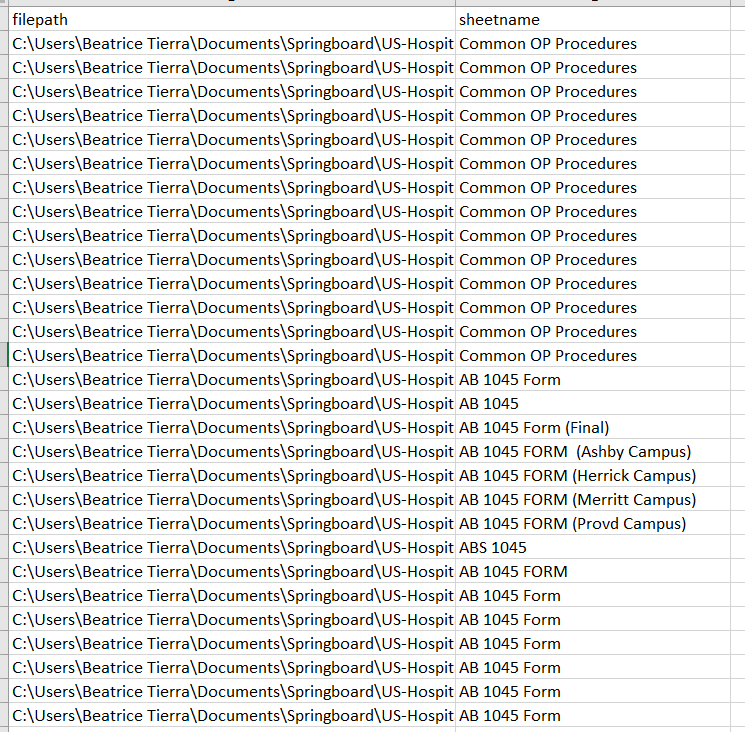 filepath sheetname
C:\Users\Beatrice Tierra\Documents\Springboard\US-Hospit Common OP Procedures
C:\Users\Beatrice Tierra\Documents\Springboard\US-Hospit Common OP Procedures
C:\Users\Beatrice Tierra\Documents\Springboard\US-Hospit Common OP Procedures
C:\Users\Beatrice Tierra\Documents\Springboard\US-Hospit Common OP Procedures
C:\Users\Beatrice Tierra\Documents\Springboard\US-Hospit Common OP Procedures
C:\Users\Beatrice Tierra\Documents\Springboard\US-Hospit Common OP Procedures
C:\Users\Beatrice Tierra\Documents\Springboard\US-Hospit Common OP Procedures
C:\Users\Beatrice Tierra\Documents\Springboard\US-Hospit Common OP Procedures
C:\Users\Beatrice Tierra\Documents\Springboard\US-Hospit Common OP Procedures
C:\Users\Beatrice Tierra\Documents\Springboard\US-Hospit Common OP Procedures
C:\Users\Beatrice Tierra\Documents\Springboard\US-Hospit Common OP Procedures
C:\Users\Beatrice Tierra\Documents\Springboard\US-Hospit Common OP Procedures
C:\Users\Beatrice Tierra\Documents\Springboard\US-Hospit Common OP Procedures
C:\Users\Beatrice Tierra\Documents\Springboard\US-Hospit Common OP Procedures
C:\Users\Beatrice Tierra\Documents\Springboard\US-Hospit AB 1045 Form
C:\Users\Beatrice Tierra\Documents\Springboard\US-Hospit AB 1045
C:\Users\Beatrice Tierra\Documents\Springboard\US-Hospit AB 1045 Form (Final)
C:\Users\Beatrice Tierra\Documents\Springboard\US-Hospit AB 1045 FORM  (Ashby Campus)
C:\Users\Beatrice Tierra\Documents\Springboard\US-Hospit AB 1045 FORM (Herrick Campus)
C:\Users\Beatrice Tierra\Documents\Springboard\US-Hospit AB 1045 FORM (Merritt Campus)
C:\Users\Beatrice Tierra\Documents\Springboard\US-Hospit AB 1045 FORM (Provd Campus)
C:\Users\Beatrice Tierra\Documents\Springboard\US-Hospit ABS 1045
C:\Users\Beatrice Tierra\Documents\Springboard\US-Hospit AB 1045 FORM
C:\Users\Beatrice Tierra\Documents\Springboard\US-Hospit AB 1045 Form
C:\Users\Beatrice Tierra\Documents\Springboard\US-Hospit AB 1045 Form
C:\Users\Beatrice Tierra\Documents\Springboard\US-Hospit AB 1045 Form
C:\Users\Beatrice Tierra\Documents\Springboard\US-Hospit AB 1045 Form
C:\Users\Beatrice Tierra\Documents\Springboard\US-Hospit AB 1045 Form
C:\Users\Beatrice Tierra\Documents\Springboard\US-Hospit AB 1045 Form